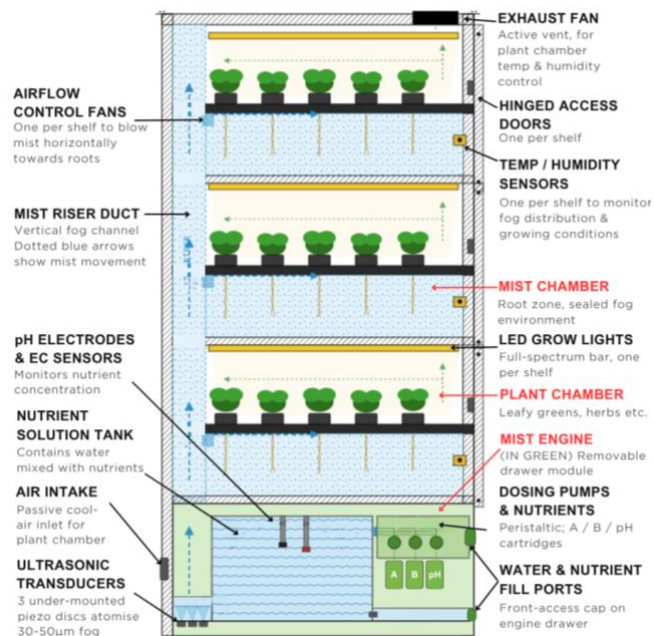 EXHAUST FAN
Active vent, for
plant chamber
temp & humidity
control
AIRFLOW
CONTROL FANS
One per shelf to blow
mist horizontally
towards roots
HINGED ACCESS
DOORS
One per shelf
TEMP / HUMIDITY
SENSORS
One per shelf to monitor
fog distribution &
growing conditions
MIST RISER DUCT
Vertical fog channel
Dotted blue arrows
show mist movement
MIST CHAMBER
Root zone, sealed fog
environment
pH ELECTRODES
& EC SENSORS
Monitors nutrient
concentration
LED GROW LIGHTS
Full-spectrum bar, one
per shelf
PLANT CHAMBER
Leafy greens, herbs etc.
NUTRIENT
SOLUTION TANK
Contains water
mixed with nutrients
MIST ENGINE
(IN GREEN) Removable
drawer module
AIR INTAKE
Passive cool-
air inlet for
plant chamber
DOSING PUMPS
& NUTRIENTS
Peristaltic; A / B / pH
cartridges
ULTRASONIC
TRANSDUCERS
3 under-mounted
piezo discs atomise
30-50μm fog
WATER & NUTRIENT
FILL PORTS
Front-access cap on
engine drawer
A B pH